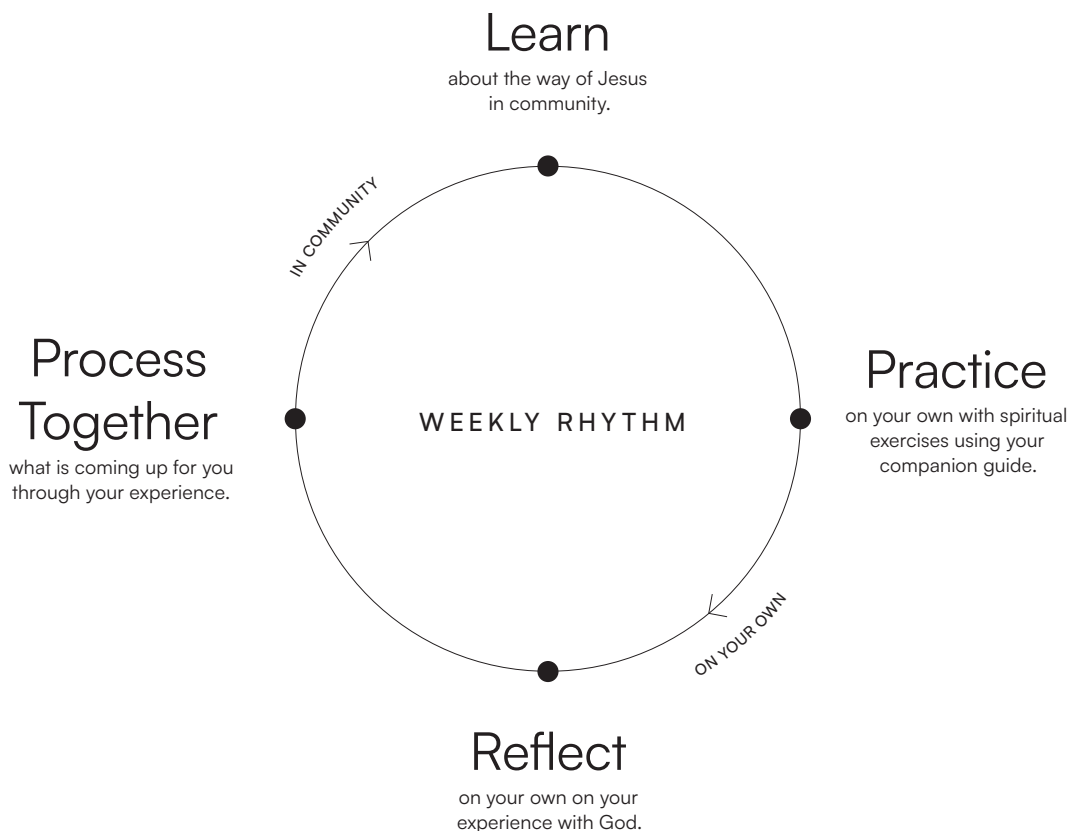 Learn
about the way of Jesus
in community.
IN COMMUNITY
Process
Together
what is coming up for you
through your experience.
WEEKLY RHYTHM
Practice
on your own with spiritual
exercises using your
companion guide.
ON YOUR OWN
Reflect
on your own on your
experience with God.